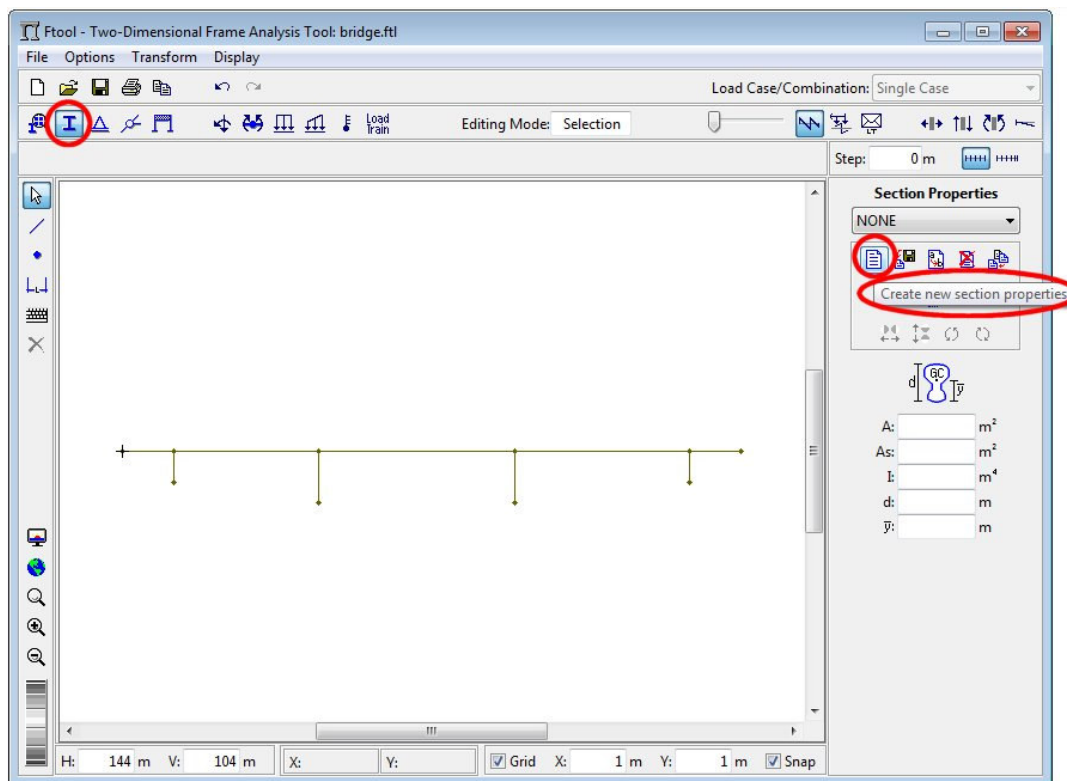 Ftool - Two-Dimensional Frame Analysis Tool: bridge.ftl
File Options Transform Display
Load Case/Combination: Single Case
Load Train Editing Mode: Selection
Step: 0 m
Section Properties
NONE
Create new section properties
GC
d ȳ
A: m²
As: m²
I: m⁴
d: m
ȳ: m
H: 144 m V: 104 m X: Y: Grid X: 1 m Y: 1 m Snap